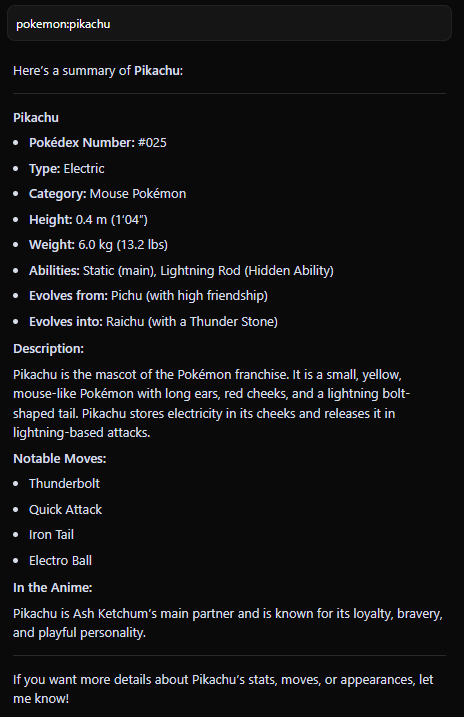 pokemon:pikachu
Here's a summary of Pikachu:
Pikachu
• Pokédex Number: #025
• Type: Electric
• Category: Mouse Pokémon
• Height: 0.4 m (1'04")
• Weight: 6.0 kg (13.2 lbs)
• Abilities: Static (main), Lightning Rod (Hidden Ability)
• Evolves from: Pichu (with high friendship)
• Evolves into: Raichu (with a Thunder Stone)
Description:
Pikachu is the mascot of the Pokémon franchise. It is a small, yellow,
mouse-like Pokémon with long ears, red cheeks, and a lightning bolt-
shaped tail. Pikachu stores electricity in its cheeks and releases it in
lightning-based attacks.
Notable Moves:
• Thunderbolt
• Quick Attack
• Iron Tail
• Electro Ball
In the Anime:
Pikachu is Ash Ketchum's main partner and is known for its loyalty, bravery,
and playful personality.
If you want more details about Pikachu's stats, moves, or appearances, let
me know!